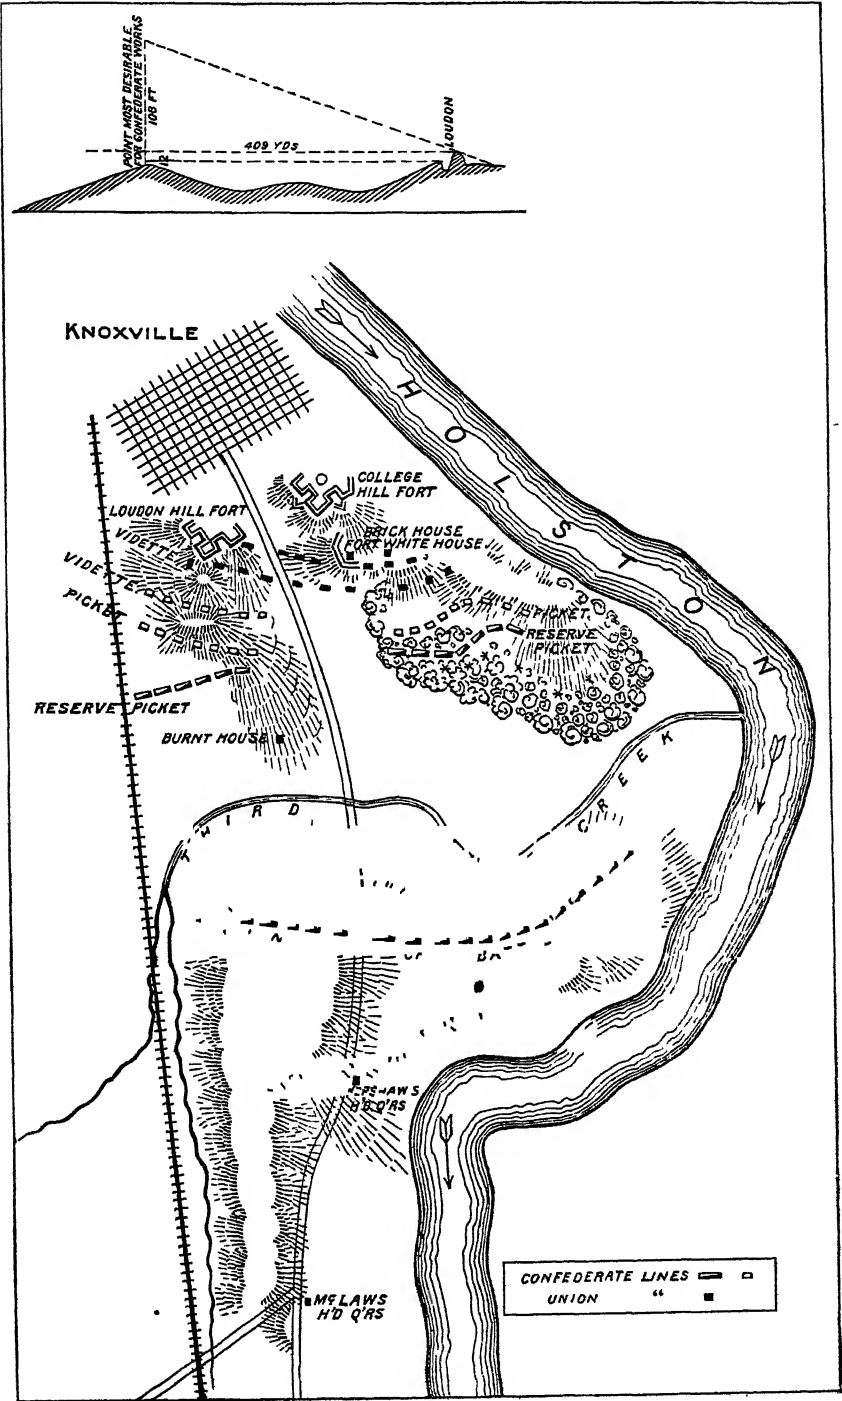 POINT MOST DESIRABLE
FOR CONFEDERATE WORKS
108 FT
12
409 YDS
LOUDON
KNOXVILLE
HOLSTON
COLLEGE
HILL FORT
LOUDON HILL FORT
BRICK HOUSE
FORT WHITE HOUSE
VIDETTE
VIDETTE
PICKET
PICKET
RESERVE
PICKET
RESERVE PICKET
BURNT HOUSE
THIRD
CREEK
H'D Q'RS
McLAWS
H'D Q'RS
CONFEDERATE LINES
UNION "